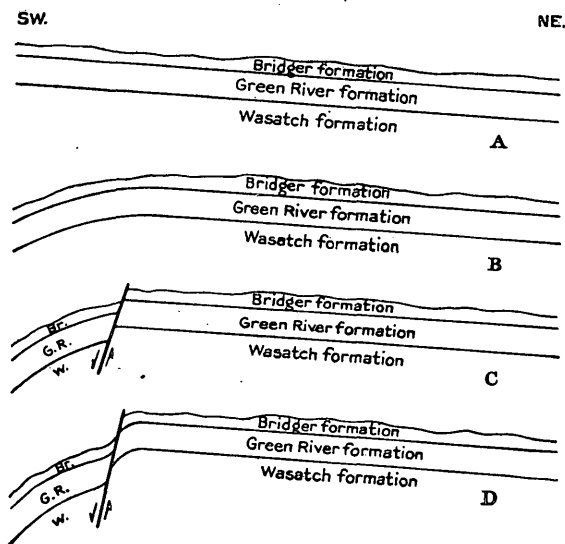 SW. NE.
Bridger formation
Green River formation
Wasatch formation
A
Bridger formation
Green River formation
Wasatch formation
B
Bridger formation
Green River formation
Wasatch formation
Br.
G.R.
W.
C
Bridger formation
Green River formation
Wasatch formation
Br.
G.R.
W.
D